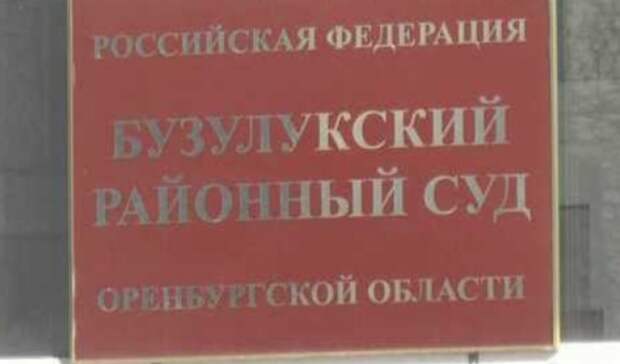 РОССИЙСКАЯ ФЕДЕРАЦИЯ
БУЗУЛУКСКИЙ
РАЙОННЫЙ СУД
ОРЕНБУРГСКОЙ ОБЛАСТИ